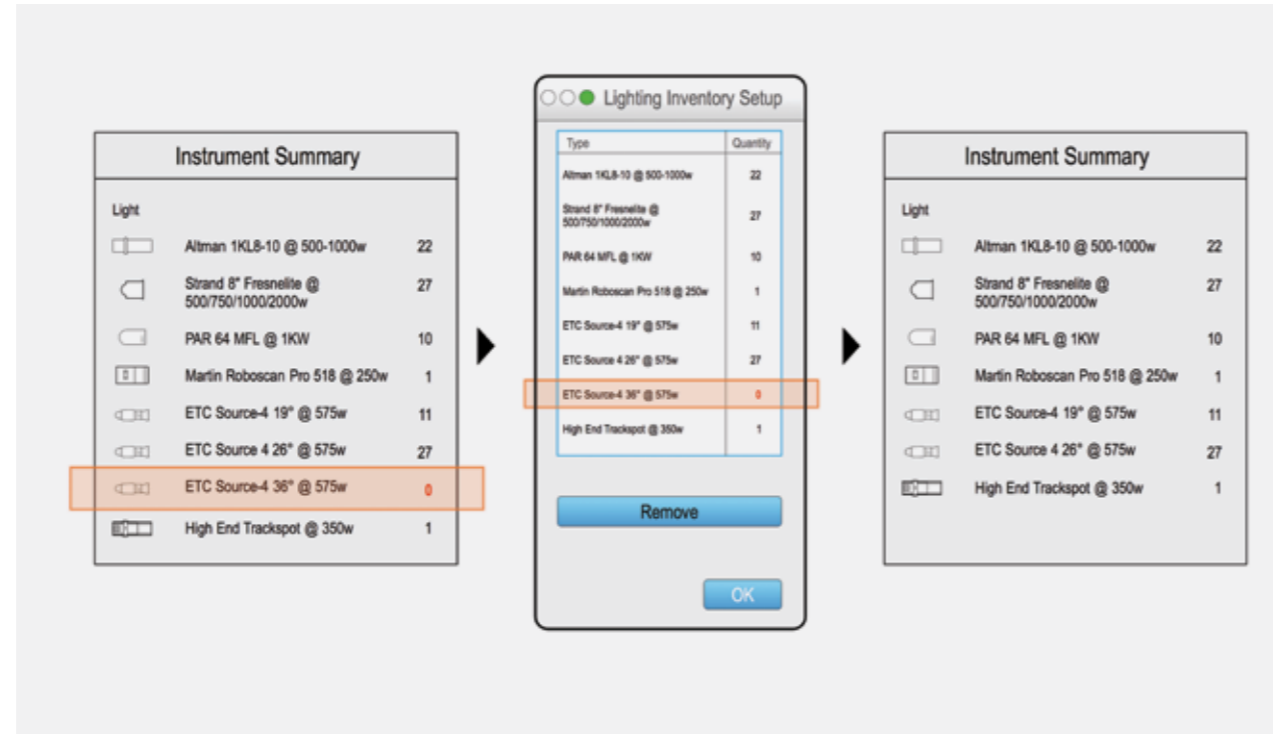 Instrument Summary
Light
Altman 1KL8-10 @ 500-1000w 22
Strand 8" Fresnelite @ 27
500/750/1000/2000w
PAR 64 MFL @ 1KW 10
Martin Roboscan Pro 518 @ 250w 1
ETC Source-4 19° @ 575w 11
ETC Source 4 26° @ 575w 27
ETC Source-4 36° @ 575w 0
High End Trackspot @ 350w 1
Lighting Inventory Setup
Type Quantity
Altman 1KL8-10 @ 500-1000w 22
Strand 8" Fresnelite @
500/750/1000/2000w 27
PAR 64 MFL @ 1KW 10
Martin Roboscan Pro 518 @ 250w 1
ETC Source-4 19° @ 575w 11
ETC Source 4 26° @ 575w 27
ETC Source-4 36° @ 575w 0
High End Trackspot @ 350w 1
Remove
OK
Instrument Summary
Light
Altman 1KL8-10 @ 500-1000w 22
Strand 8" Fresnelite @ 27
500/750/1000/2000w
PAR 64 MFL @ 1KW 10
Martin Roboscan Pro 518 @ 250w 1
ETC Source-4 19° @ 575w 11
ETC Source 4 26° @ 575w 27
High End Trackspot @ 350w 1